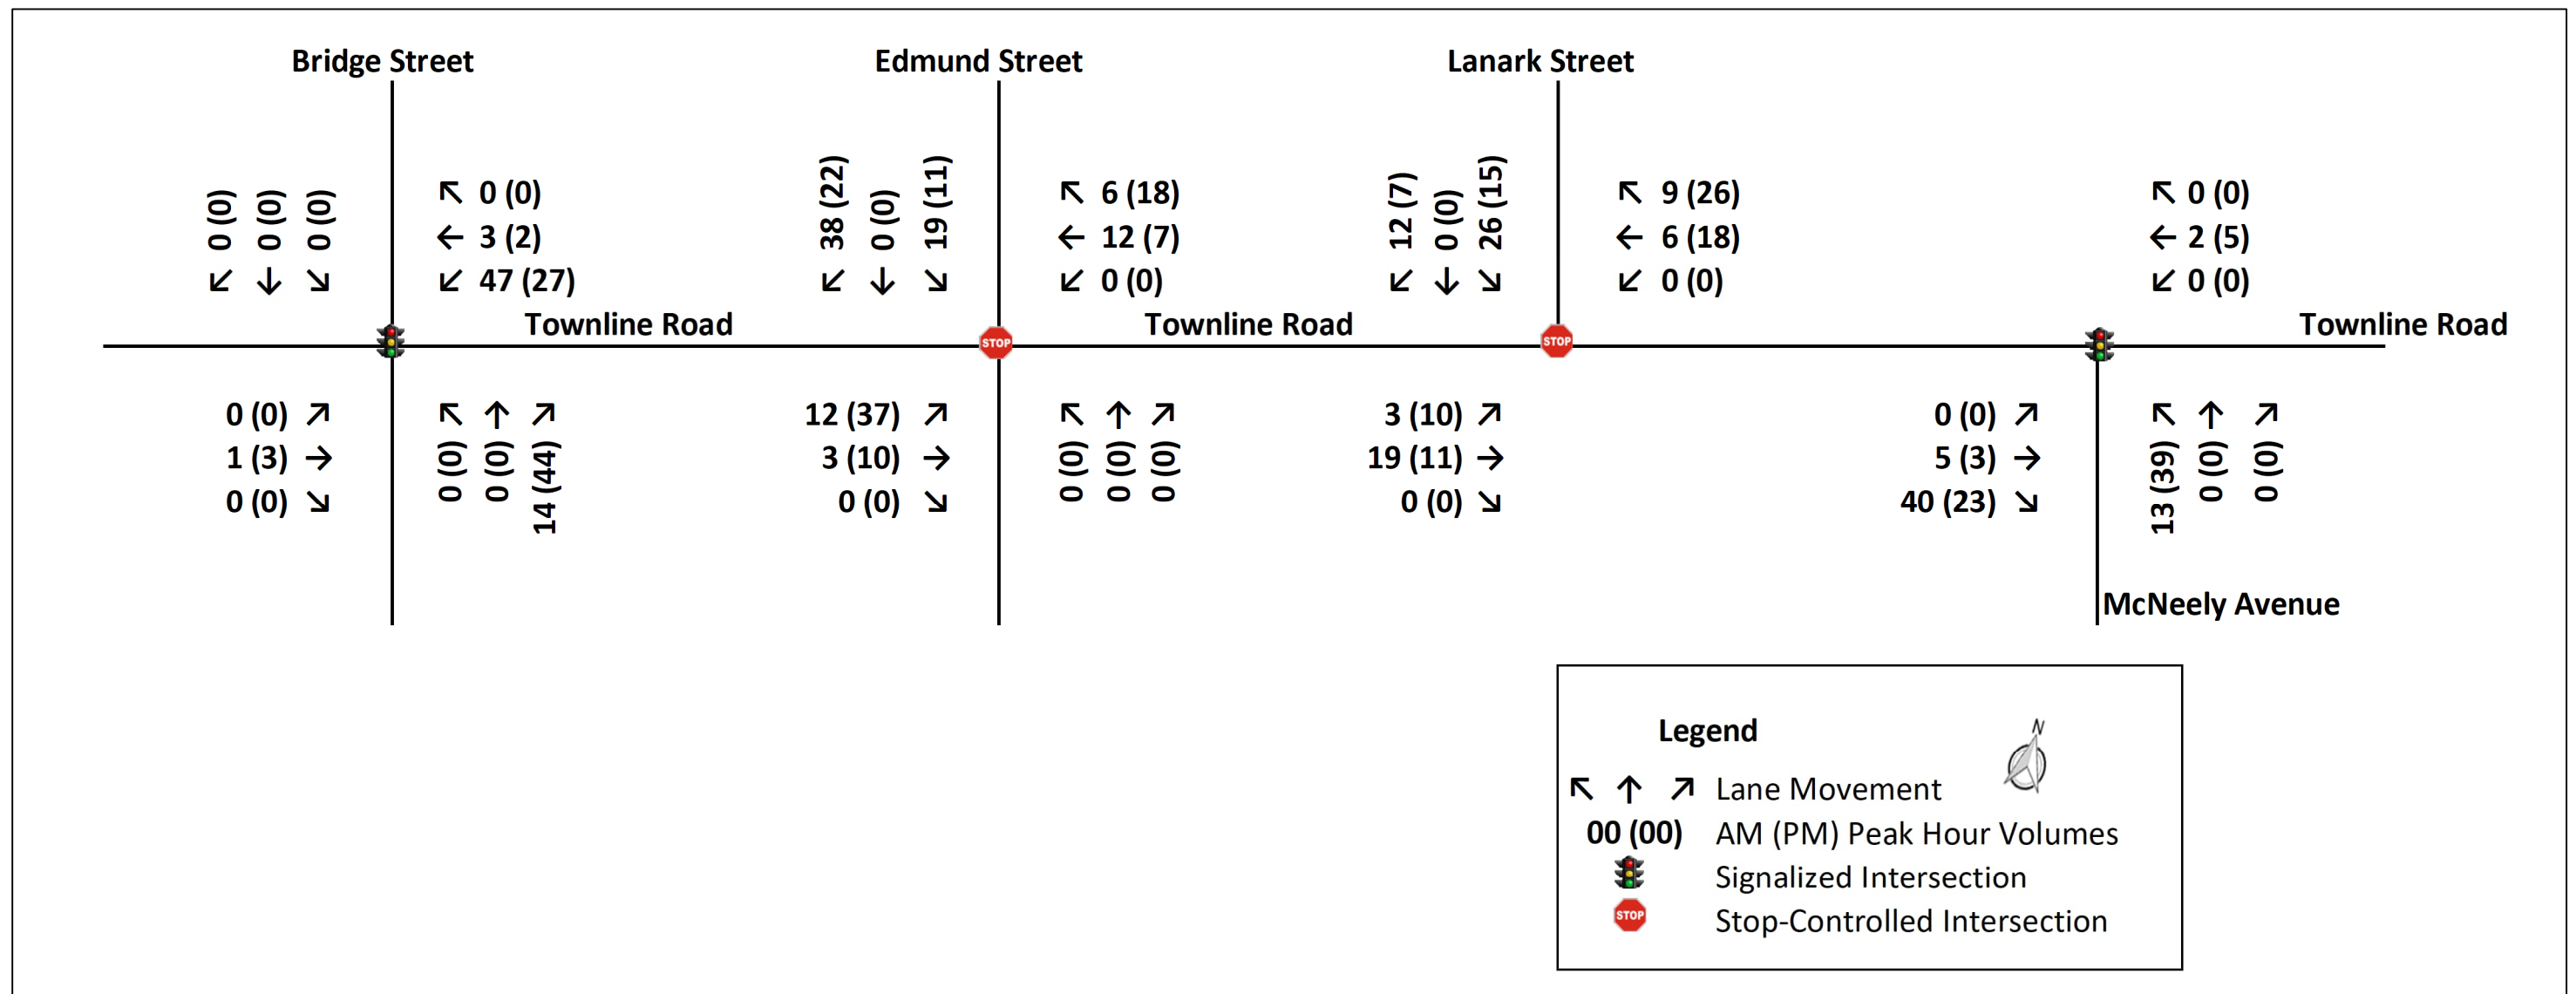 Bridge Street
Edmund Street
Lanark Street
0 (0)
0 (0)
0 (0)
↖ 0 (0)
← 3 (2)
↙ 47 (27)
↙ ↓ ↘
38 (22)
0 (0)
19 (11)
↙ ↓ ↘
↖ 6 (18)
← 12 (7)
↙ 0 (0)
12 (7)
0 (0)
26 (15)
↙ ↓ ↘
↖ 9 (26)
← 6 (18)
↙ 0 (0)
↖ 0 (0)
← 2 (5)
↙ 0 (0)
Townline Road
Townline Road
Townline Road
STOP
STOP
0 (0) ↗
1 (3) →
0 (0) ↘
↖ ↑ ↗
0 (0)
0 (0)
14 (44)
12 (37) ↗
3 (10) →
0 (0) ↘
↖ ↑ ↗
0 (0)
0 (0)
0 (0)
3 (10) ↗
19 (11) →
0 (0) ↘
0 (0) ↗
5 (3) →
40 (23) ↘
↖ ↑ ↗
13 (39)
0 (0)
0 (0)
McNeely Avenue
Legend
N
↖ ↑ ↗ Lane Movement
00 (00) AM (PM) Peak Hour Volumes
Signalized Intersection
STOP Stop-Controlled Intersection